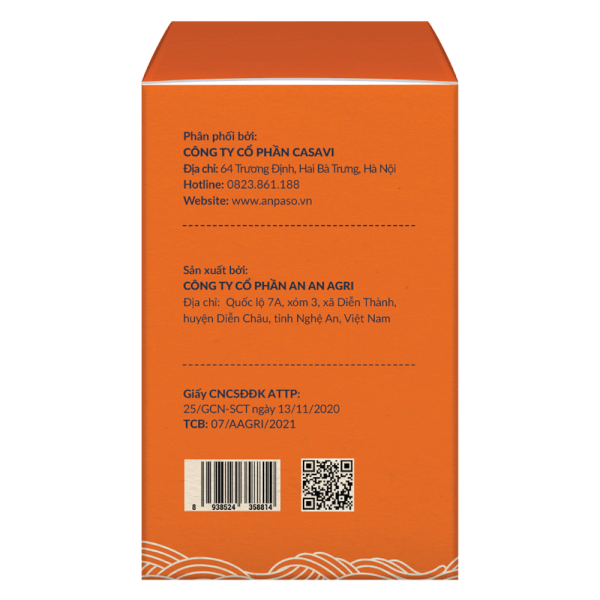 Phân phối bởi:
CÔNG TY CỔ PHẦN CASAVI
Địa chỉ: 64 Trương Định, Hai Bà Trưng, Hà Nội
Hotline: 0823.861.188
Website: www.anpaso.vn
Sản xuất bởi:
CÔNG TY CỔ PHẦN AN AN AGRI
Địa chỉ: Quốc lộ 7A, xóm 3, xã Diễn Thành,
huyện Diễn Châu, tỉnh Nghệ An, Việt Nam
Giấy CNCSĐĐK ATTP:
25/GCN-SCT ngày 13/11/2020
TCB: 07/AAGRI/2021
8 938524 358814